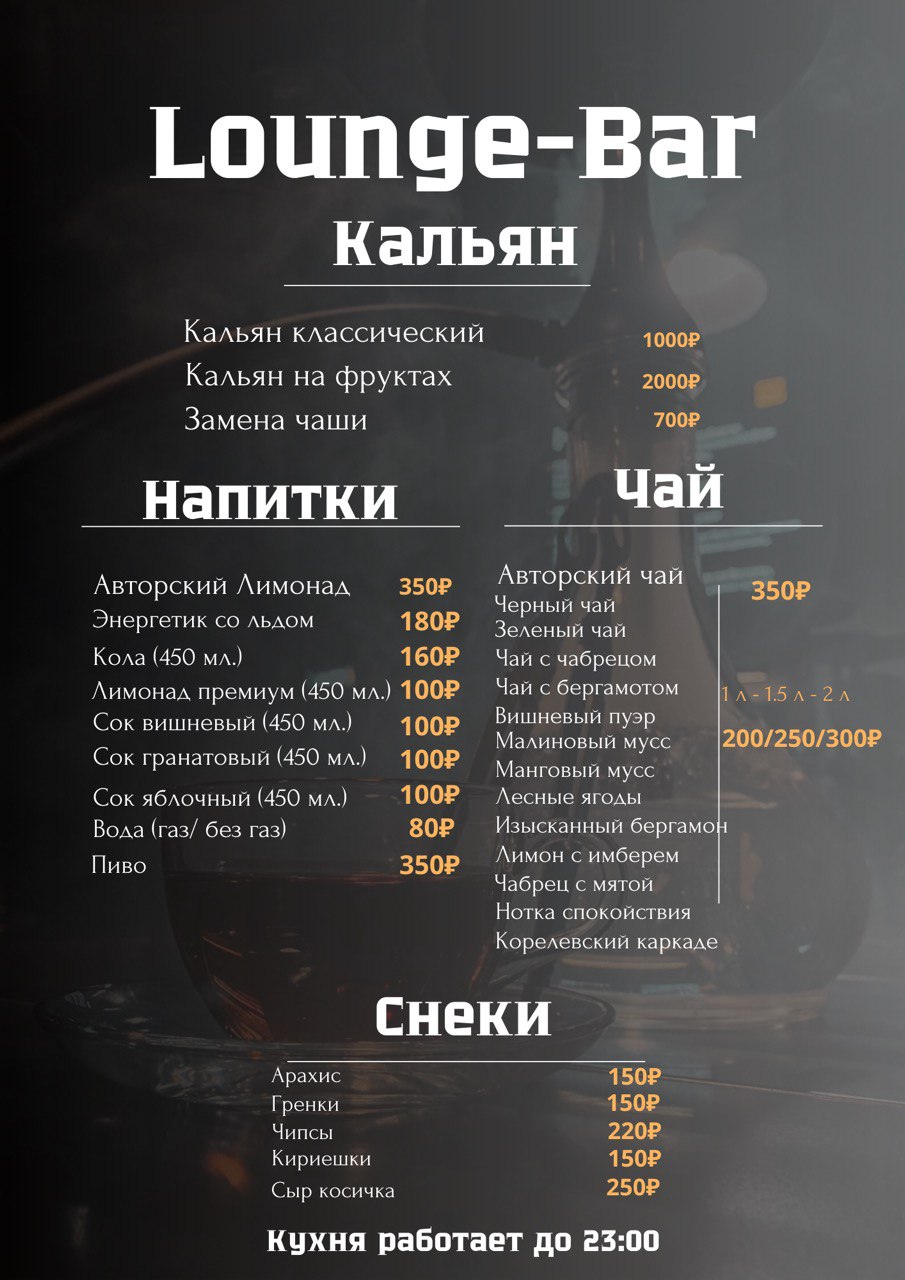 Lounge-Bar
Кальян
Кальян классический 1000₽
Кальян на фруктах 2000₽
Замена чаши 700₽
Напитки
Авторский Лимонад 350₽
Энергетик со льдом 180₽
Кола (450 мл.) 160₽
Лимонад премиум (450 мл.) 100₽
Сок вишневый (450 мл.) 100₽
Сок гранатовый (450 мл.) 100₽
Сок яблочный (450 мл.) 100₽
Вода (газ/ без газ) 80₽
Пиво 350₽
Чай
Авторский чай 350₽
Черный чай
Зеленый чай
Чай с чабрецом
Чай с бергамотом
Вишневый пуэр
Малиновый мусс
Манговый мусс
Лесные ягоды
Изысканный бергамон
Лимон с имберем
Чабрец с мятой
Нотка спокойствия
Корелевский каркаде
1 л - 1.5 л - 2 л
200/250/300₽
Снеки
Арахис 150₽
Гренки 150₽
Чипсы 220₽
Кириешки 150₽
Сыр косичка 250₽
Кухня работает до 23:00